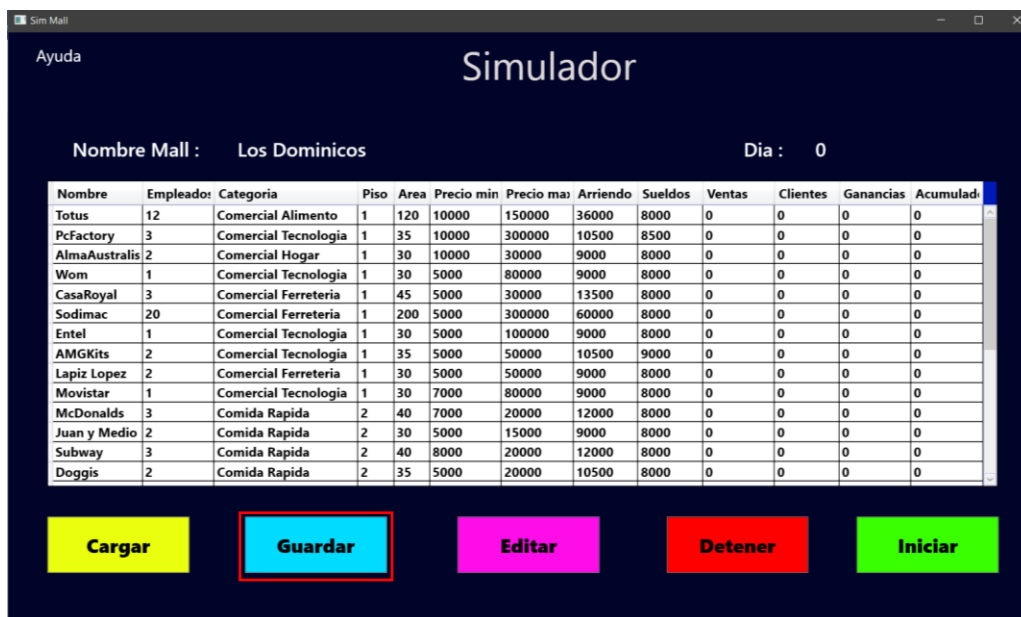 Sim Mall
Ayuda
Simulador
Nombre Mall : Los Dominicos Dia : 0
Nombre Empleados Categoria Piso Area Precio min Precio max Arriendo Sueldos Ventas Clientes Ganancias Acumulad
Totus 12 Comercial Alimento 1 120 10000 150000 36000 8000 0 0 0 0
PcFactory 3 Comercial Tecnologia 1 35 10000 300000 10500 8500 0 0 0 0
AlmaAustralis 2 Comercial Hogar 1 30 10000 30000 9000 8000 0 0 0 0
Wom 1 Comercial Tecnologia 1 30 5000 80000 9000 8000 0 0 0 0
CasaRoyal 3 Comercial Ferreteria 1 45 5000 30000 13500 8000 0 0 0 0
Sodimac 20 Comercial Ferreteria 1 200 5000 300000 60000 8000 0 0 0 0
Entel 1 Comercial Tecnologia 1 30 5000 100000 9000 8000 0 0 0 0
AMGKits 2 Comercial Tecnologia 1 35 5000 50000 10500 9000 0 0 0 0
Lapiz Lopez 2 Comercial Ferreteria 1 30 5000 50000 9000 8000 0 0 0 0
Movistar 1 Comercial Tecnologia 1 30 7000 80000 9000 8000 0 0 0 0
McDonalds 3 Comida Rapida 2 40 7000 20000 12000 8000 0 0 0 0
Juan y Medio 2 Comida Rapida 2 30 5000 15000 9000 8000 0 0 0 0
Subway 3 Comida Rapida 2 40 8000 20000 12000 8000 0 0 0 0
Doggis 2 Comida Rapida 2 35 5000 20000 10500 8000 0 0 0 0
Cargar Guardar Editar Detener Iniciar